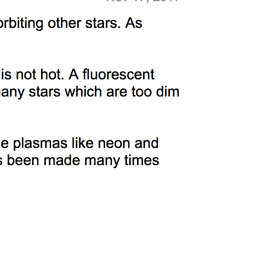 orbiting other stars. As
is not hot. A fluorescent
any stars which are too dim
e plasmas like neon and
s been made many times